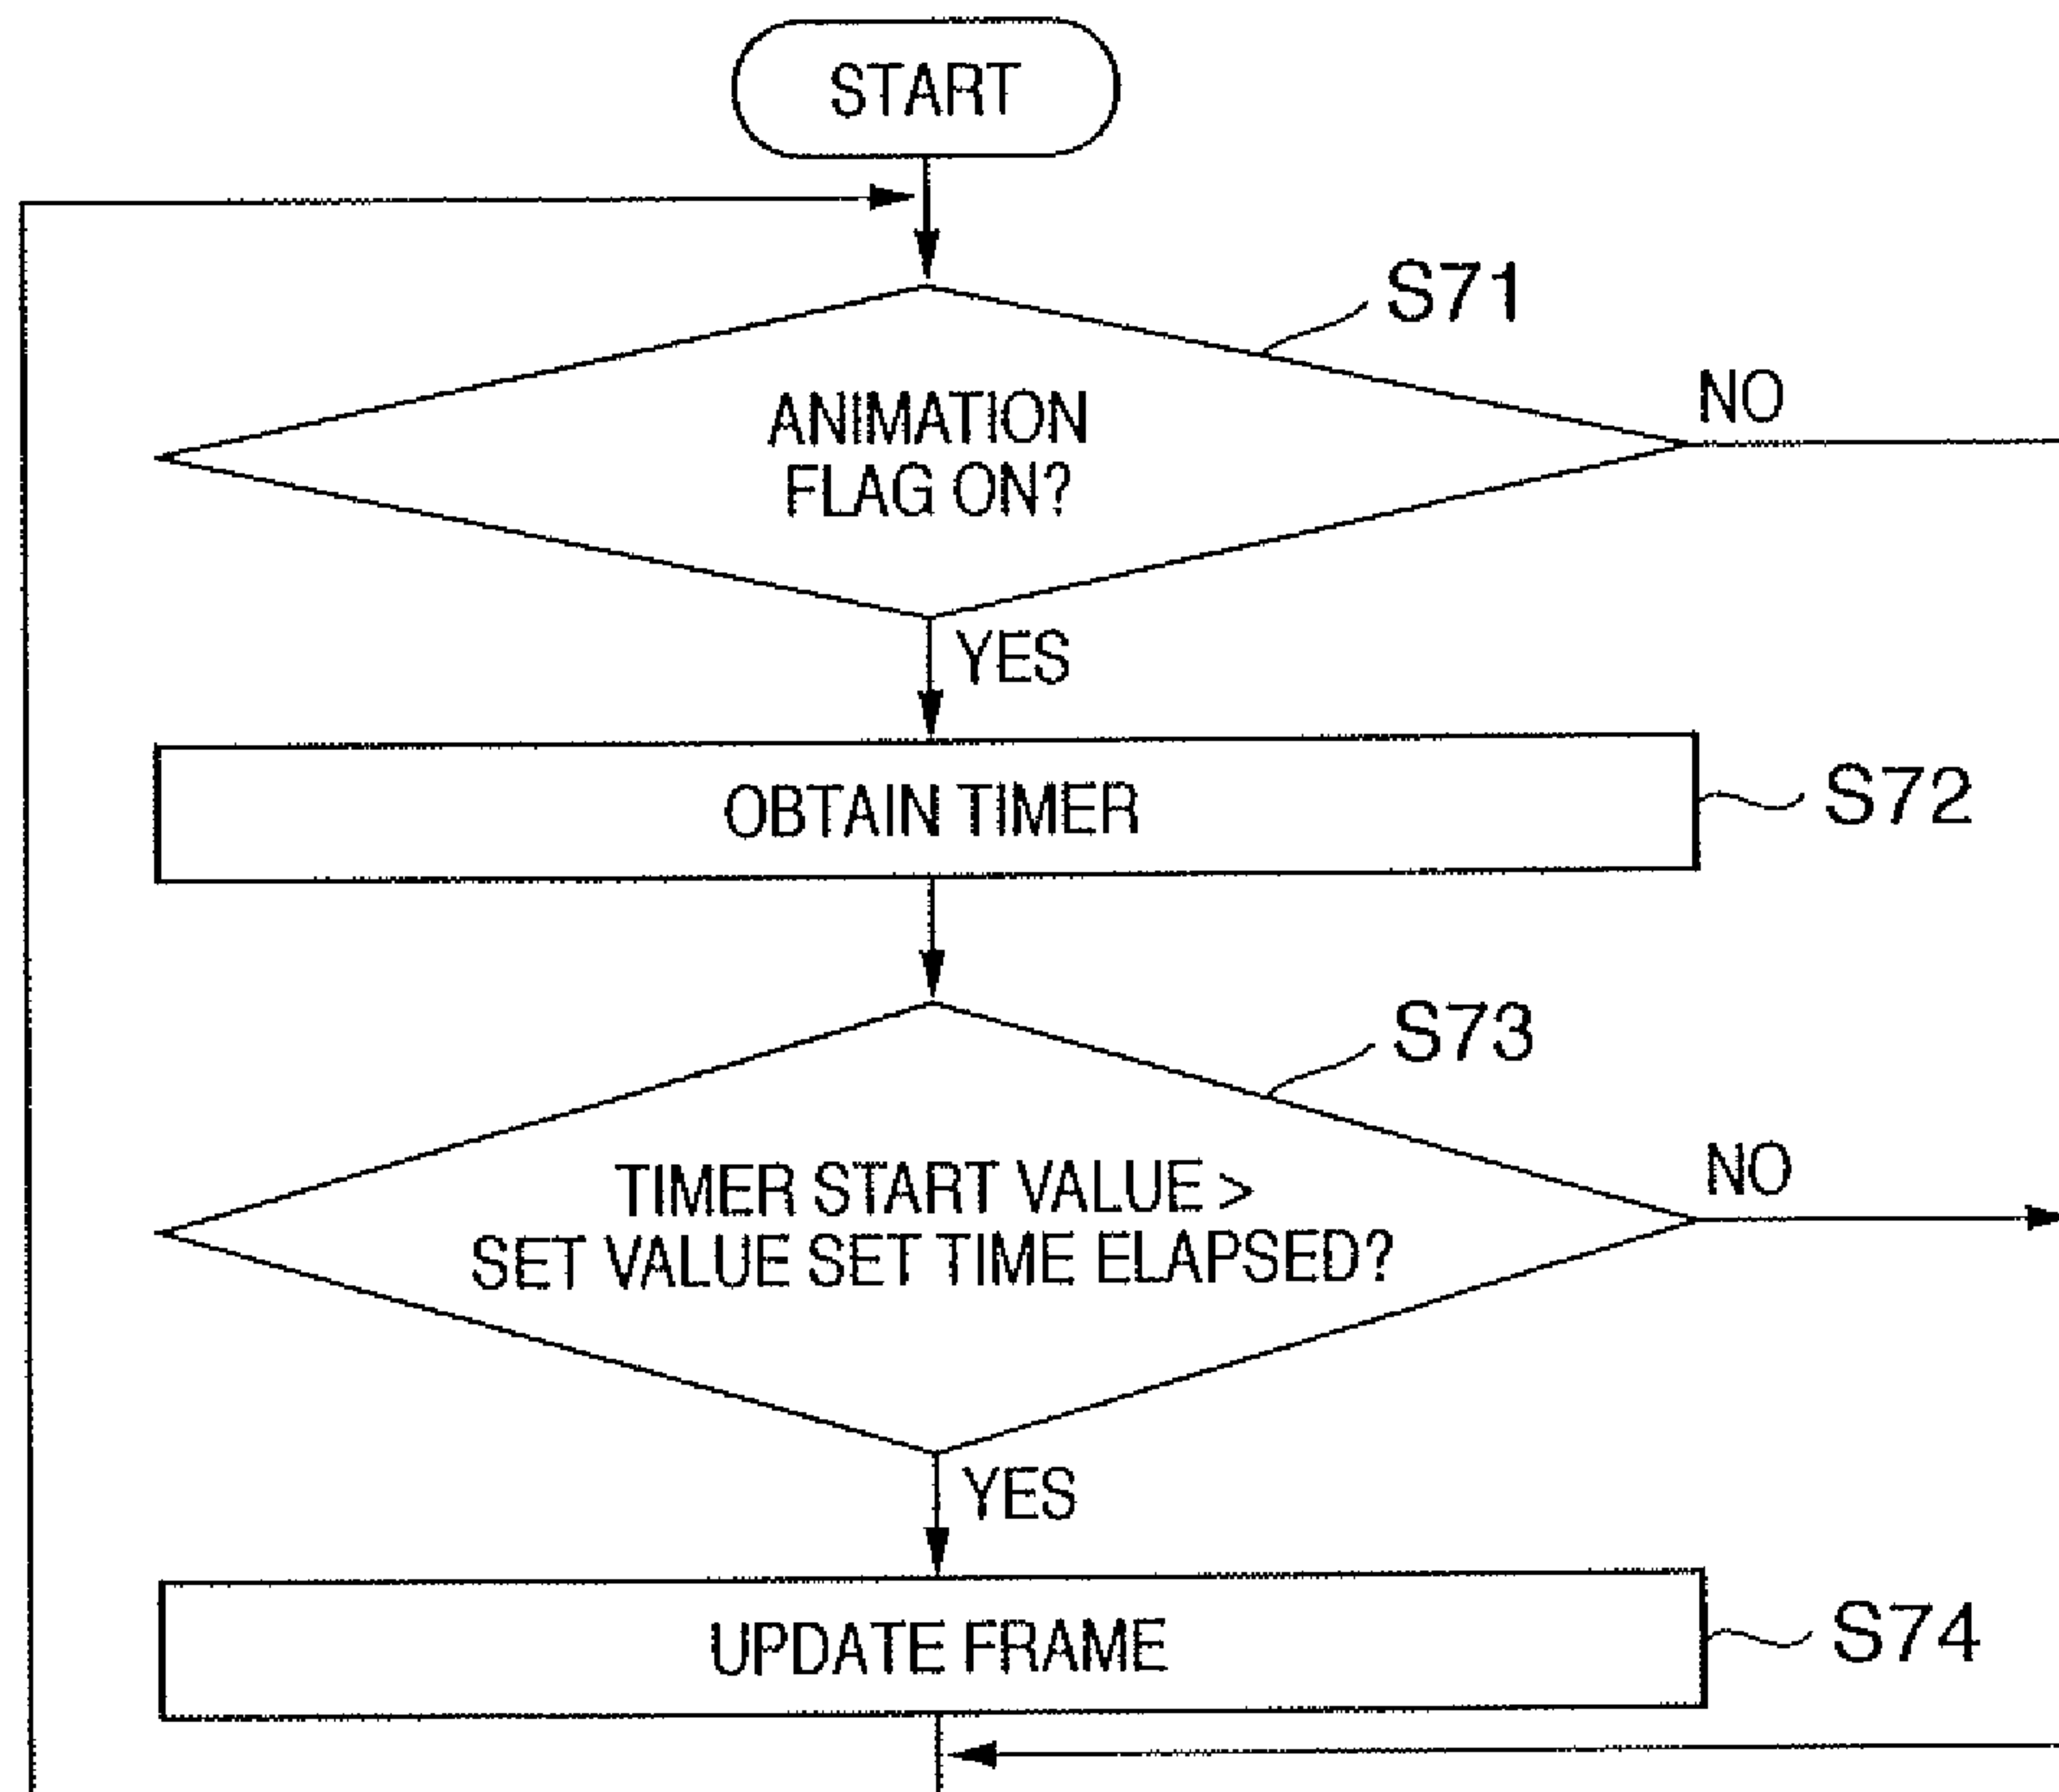 START
S71
ANIMATION
FLAG ON?
NO
YES
OBTAIN TIMER
S72
S73
TIMER START VALUE >
SET VALUE SET TIME ELAPSED?
NO
YES
UPDATE FRAME
S74